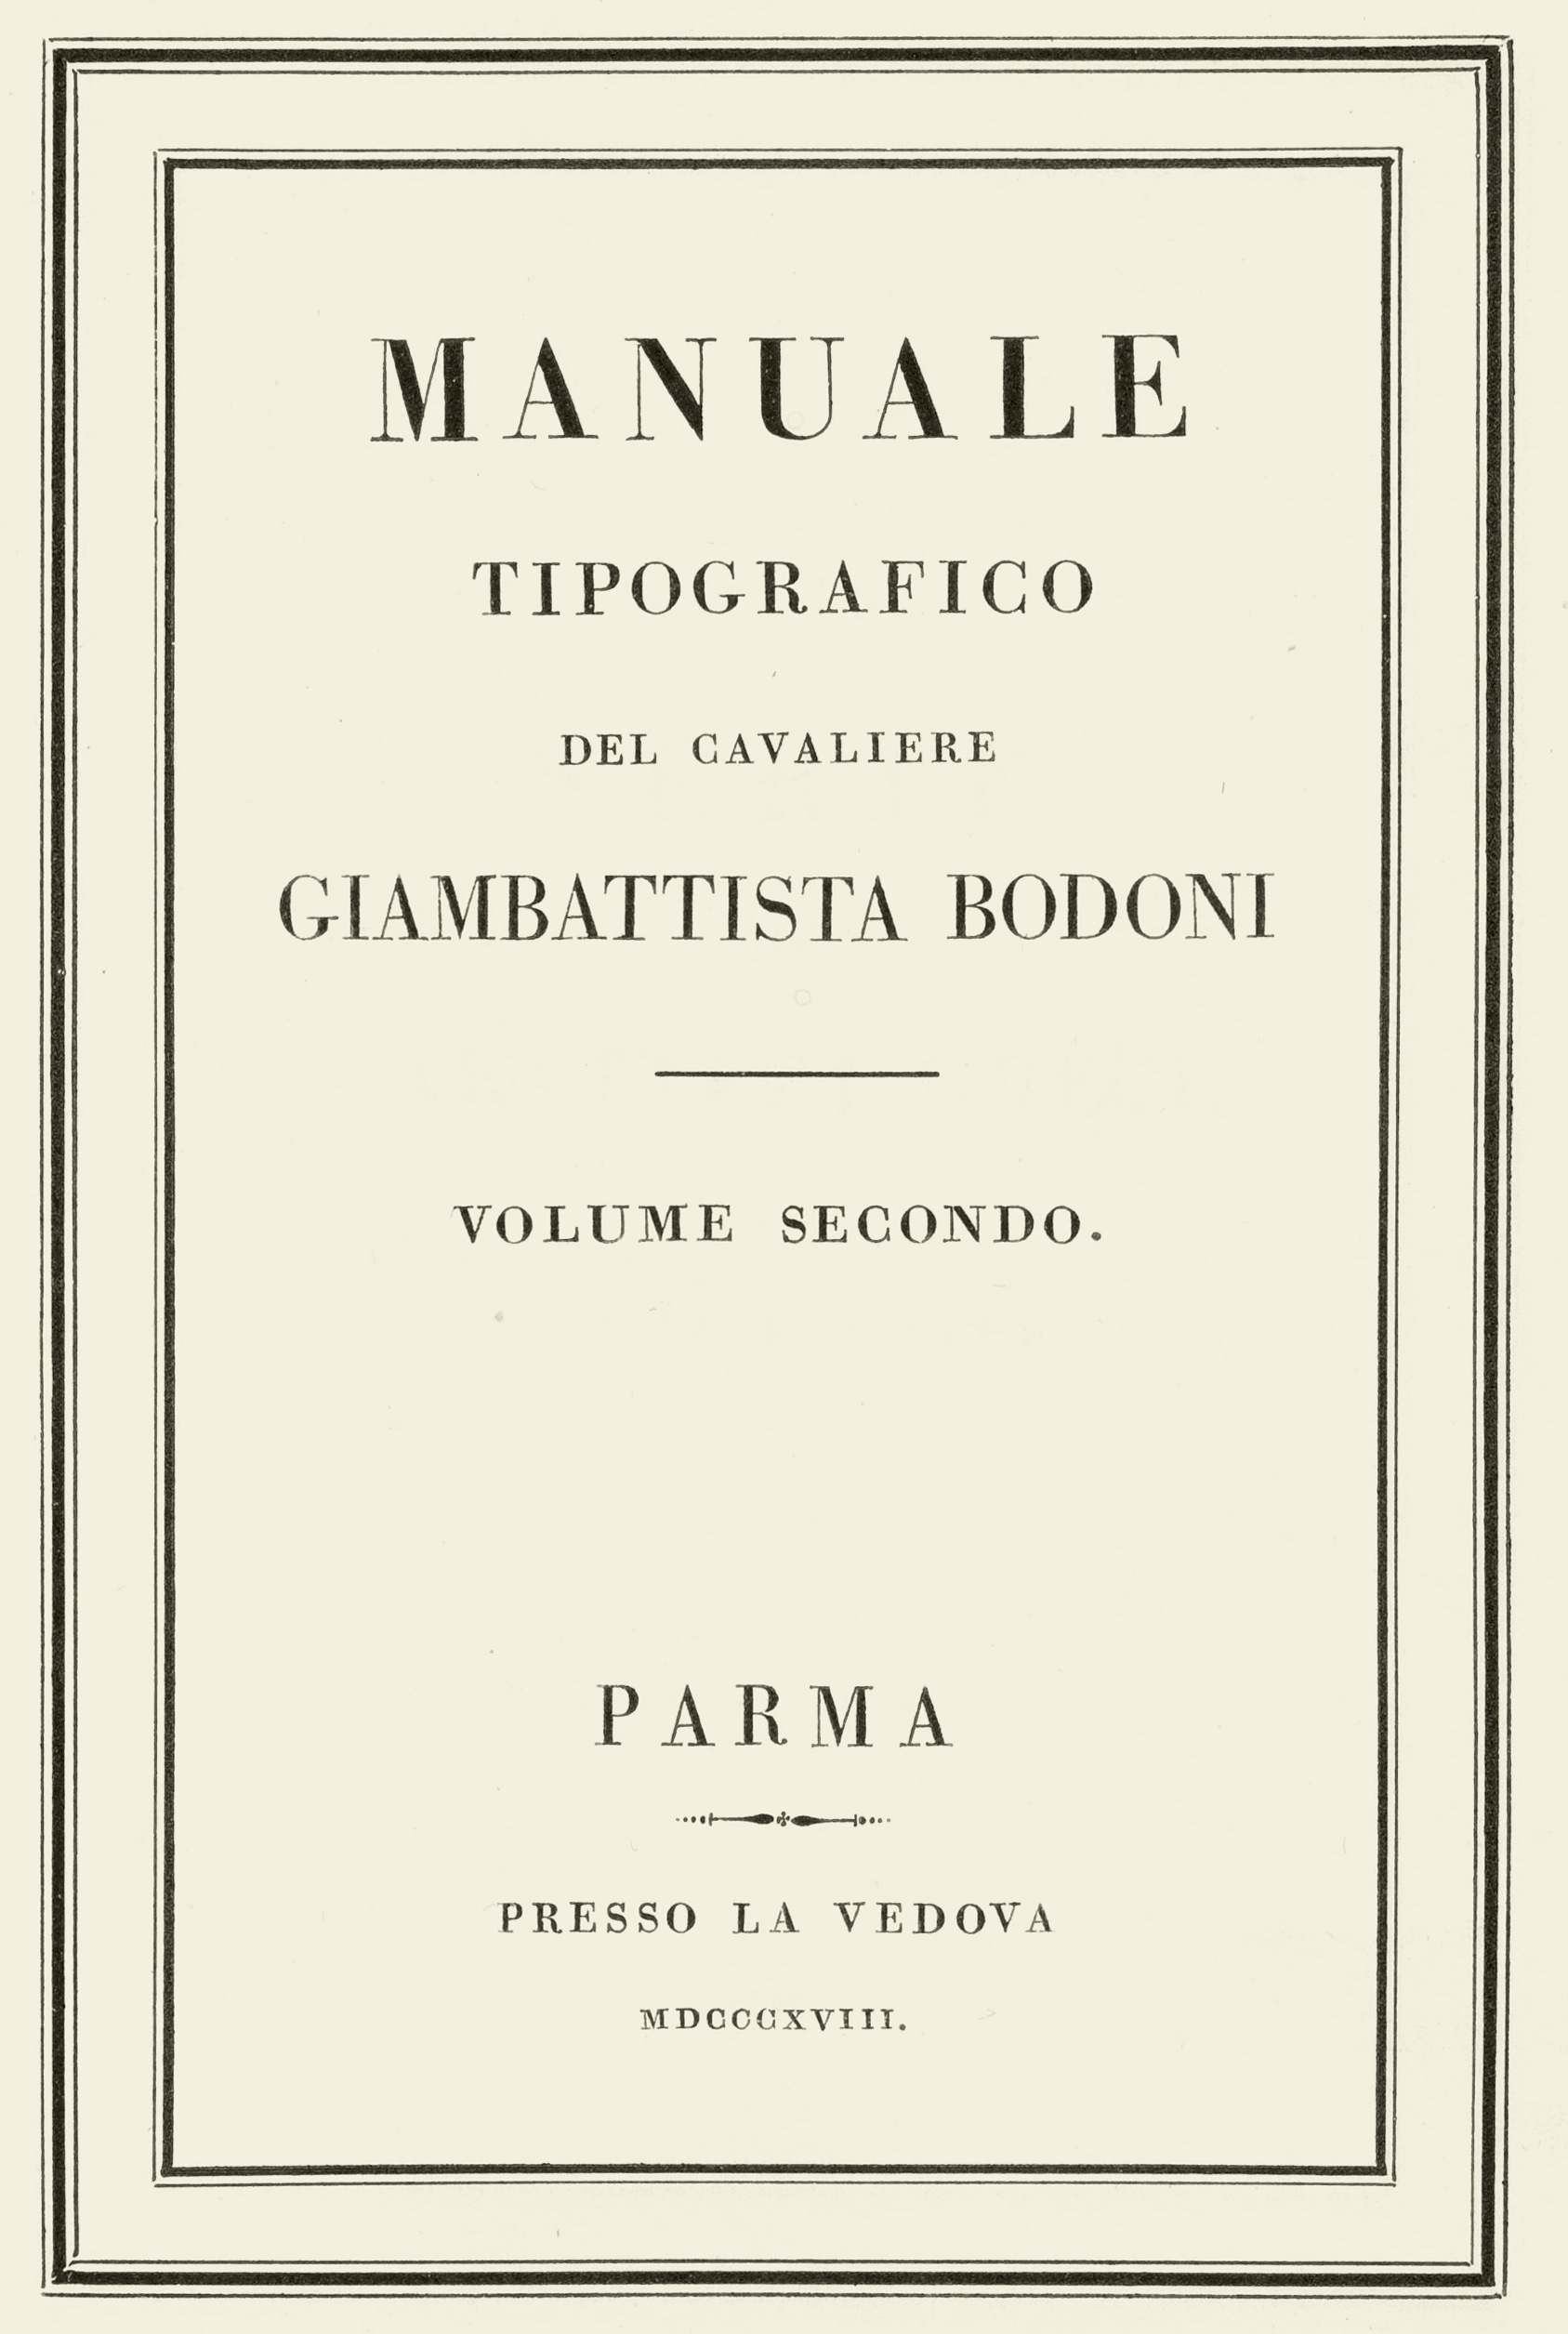 MANUALE
TIPOGRAFICO
DEL CAVALIERE
GIAMBATTISTA BODONI
VOLUME SECONDO.
PARMA
PRESSO LA VEDOVA
MDCCCXVIII.